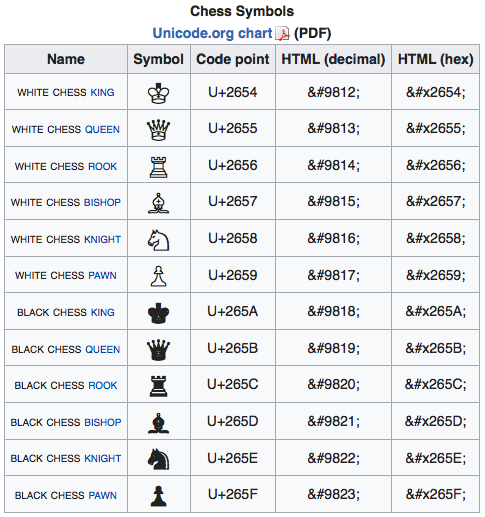 Chess Symbols
Unicode.org chart (PDF)
Name Symbol Code point HTML (decimal) HTML (hex)
WHITE CHESS KING ♔ U+2654 &#9812; &#x2654;
WHITE CHESS QUEEN ♕ U+2655 &#9813; &#x2655;
WHITE CHESS ROOK ♖ U+2656 &#9814; &#x2656;
WHITE CHESS BISHOP ♗ U+2657 &#9815; &#x2657;
WHITE CHESS KNIGHT ♘ U+2658 &#9816; &#x2658;
WHITE CHESS PAWN ♙ U+2659 &#9817; &#x2659;
BLACK CHESS KING ♚ U+265A &#9818; &#x265A;
BLACK CHESS QUEEN ♛ U+265B &#9819; &#x265B;
BLACK CHESS ROOK ♜ U+265C &#9820; &#x265C;
BLACK CHESS BISHOP ♝ U+265D &#9821; &#x265D;
BLACK CHESS KNIGHT ♞ U+265E &#9822; &#x265E;
BLACK CHESS PAWN ♟ U+265F &#9823; &#x265F;